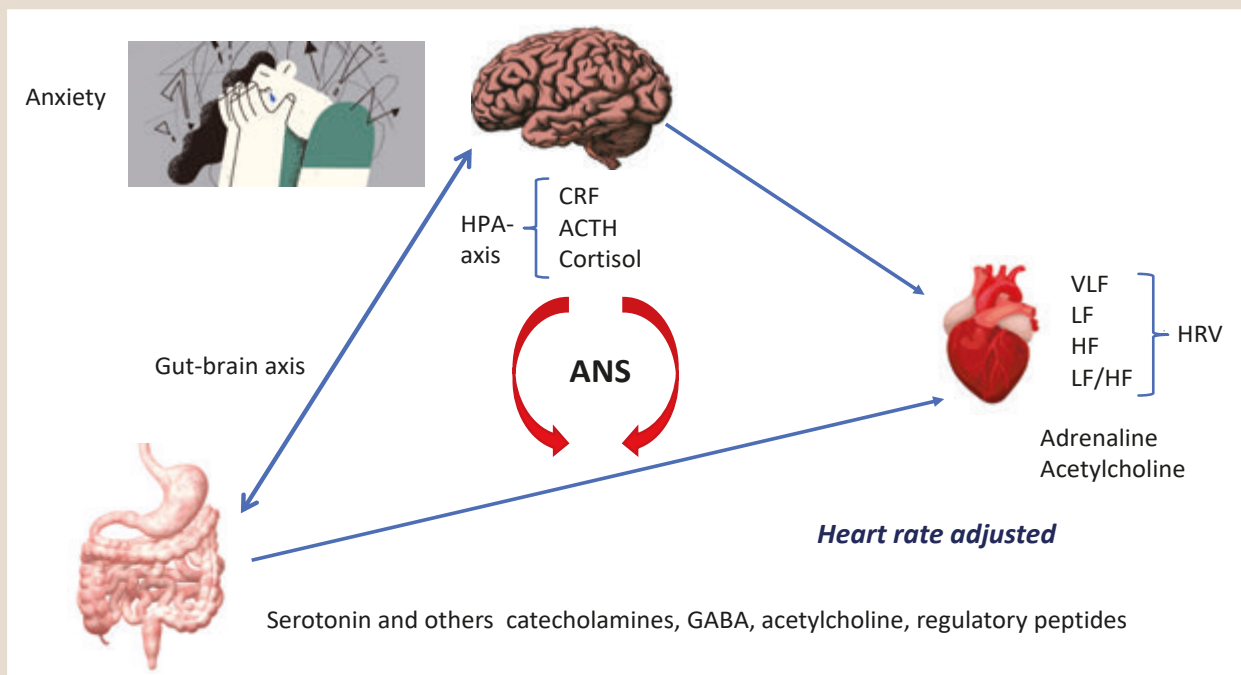 Anxiety
CRF
HPA-
axis
ACTH
Cortisol
VLF
LF
HF
LF/HF
HRV
Gut-brain axis
ANS
Adrenaline
Acetylcholine
Heart rate adjusted
Serotonin and others catecholamines, GABA, acetylcholine, regulatory peptides